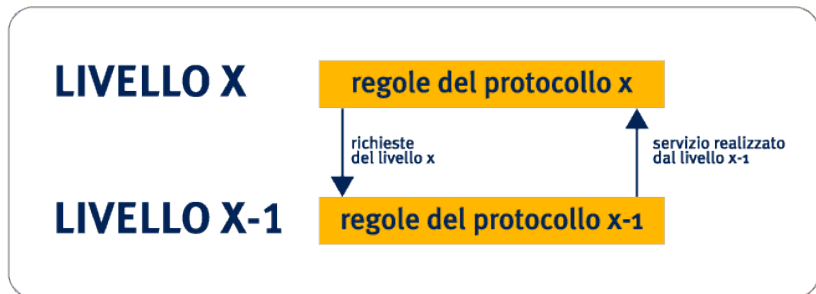 LIVELLO X
regole del protocollo x
richieste
del livello x
servizio realizzato
dal livello x-1
LIVELLO X-1
regole del protocollo x-1